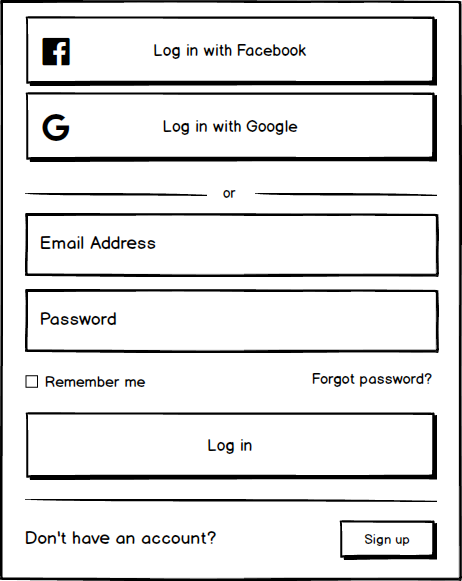 Log in with Facebook
Log in with Google
or
Email Address
Password
Remember me
Forgot password?
Log in
Don't have an account?
Sign up